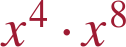 x⁴ · x⁸